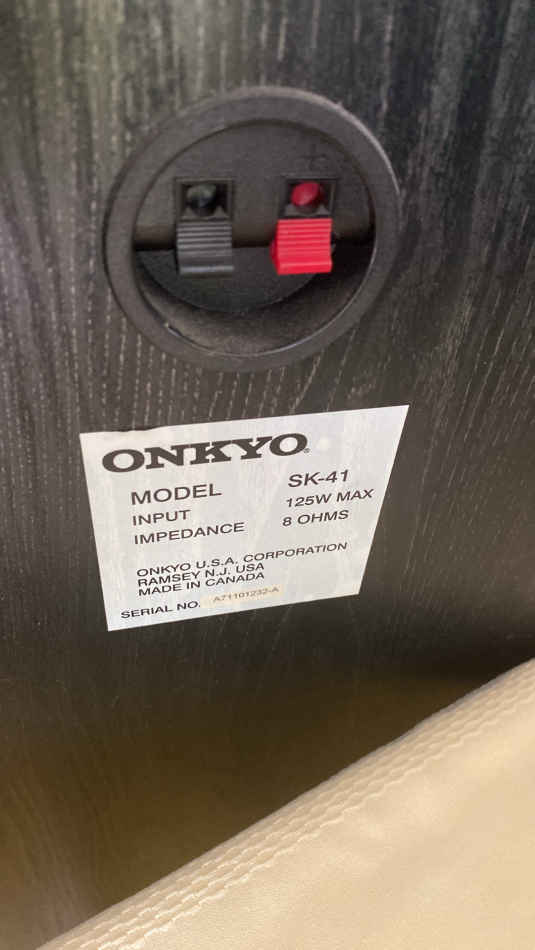 ONKYO®
MODEL SK-41
INPUT 125W MAX
IMPEDANCE 8 OHMS
ONKYO U.S.A. CORPORATION
RAMSEY N.J. USA
MADE IN CANADA
SERIAL NO. A71101232-A